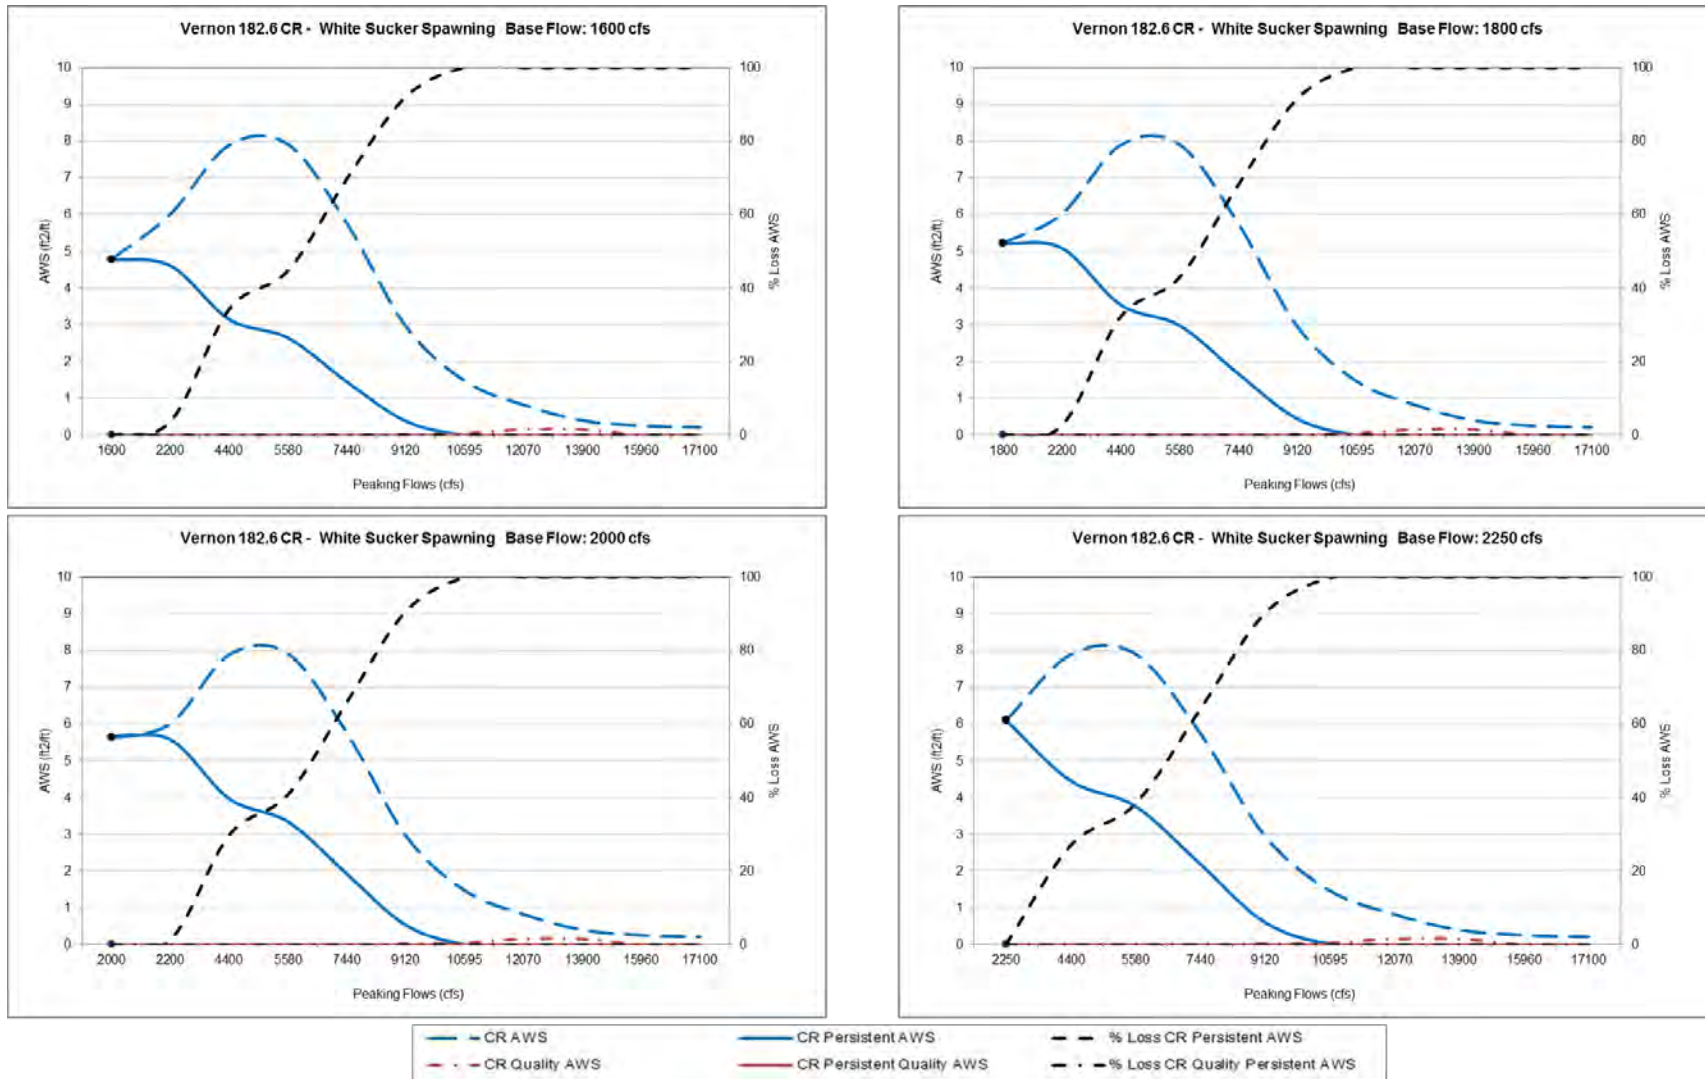 Vernon 182.6 CR - White Sucker Spawning Base Flow: 1600 cfs
10 100
9
8 80
7
6 60
5
4 40
3
2 20
1
0 0
AWS (ft2/ft)
% Loss AWS
1600 2200 4400 5580 7440 9120 10595 12070 13900 15960 17100
Peaking Flows (cfs)
Vernon 182.6 CR - White Sucker Spawning Base Flow: 1800 cfs
10 100
9
8 80
7
6 60
5
4 40
3
2 20
1
0 0
AWS (ft2/ft)
% Loss AWS
1800 2200 4400 5580 7440 9120 10595 12070 13900 15960 17100
Peaking Flows (cfs)
Vernon 182.6 CR - White Sucker Spawning Base Flow: 2000 cfs
10 100
9
8 80
7
6 60
5
4 40
3
2 20
1
0 0
AWS (ft2/ft)
% Loss AWS
2000 2200 4400 5580 7440 9120 10595 12070 13900 15960 17100
Peaking Flows (cfs)
Vernon 182.6 CR - White Sucker Spawning Base Flow: 2250 cfs
10 100
9
8 80
7
6 60
5
4 40
3
2 20
1
0 0
AWS (ft2/ft)
% Loss AWS
2250 4400 5580 7440 9120 10595 12070 13900 15960 17100
Peaking Flows (cfs)
CR AWS CR Persistent AWS % Loss CR Persistent AWS
CR Quality AWS CR Persistent Quality AWS % Loss CR Quality Persistent AWS